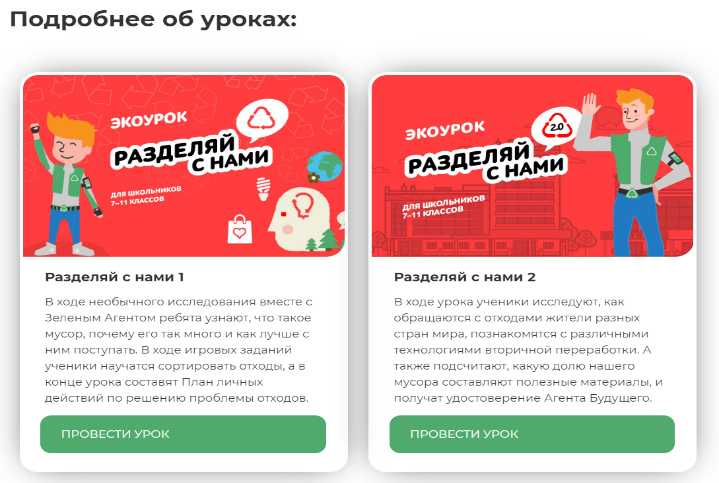 Подробнее об уроках:
ЭКОУРОК
РАЗДЕЛЯЙ
С НАМИ
ДЛЯ ШКОЛЬНИКОВ
7–11 КЛАССОВ
Разделяй с нами 1
В ходе необычного исследования вместе с
Зеленым Агентом ребята узнают, что такое
мусор, почему его так много и как лучше с
ним поступать. В ходе игровых заданий
ученики научатся сортировать отходы, а в
конце урока составят План личных
действий по решению проблемы отходов.
ПРОВЕСТИ УРОК
ЭКОУРОК
2.0
РАЗДЕЛЯЙ
С НАМИ
ДЛЯ ШКОЛЬНИКОВ
7–11 КЛАССОВ
Разделяй с нами 2
В ходе урока ученики исследуют, как
обращаются с отходами жители разных
стран мира, познакомятся с различными
технологиями вторичной переработки. А
также подсчитают, какую долю нашего
мусора составляют полезные материалы, и
получат удостоверение Агента Будущего.
ПРОВЕСТИ УРОК